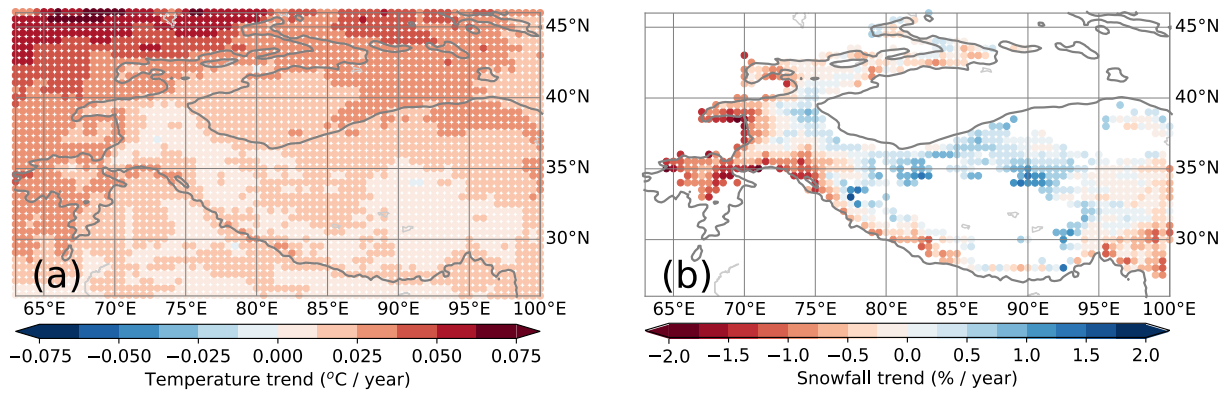 45°N
40°N
35°N
30°N
(a)
65°E 70°E 75°E 80°E 85°E 90°E 95°E 100°E
−0.075 −0.050 −0.025 0.000 0.025 0.050 0.075
Temperature trend (°C / year)
45°N
40°N
35°N
30°N
(b)
65°E 70°E 75°E 80°E 85°E 90°E 95°E 100°E
−2.0 −1.5 −1.0 −0.5 0.0 0.5 1.0 1.5 2.0
Snowfall trend (% / year)